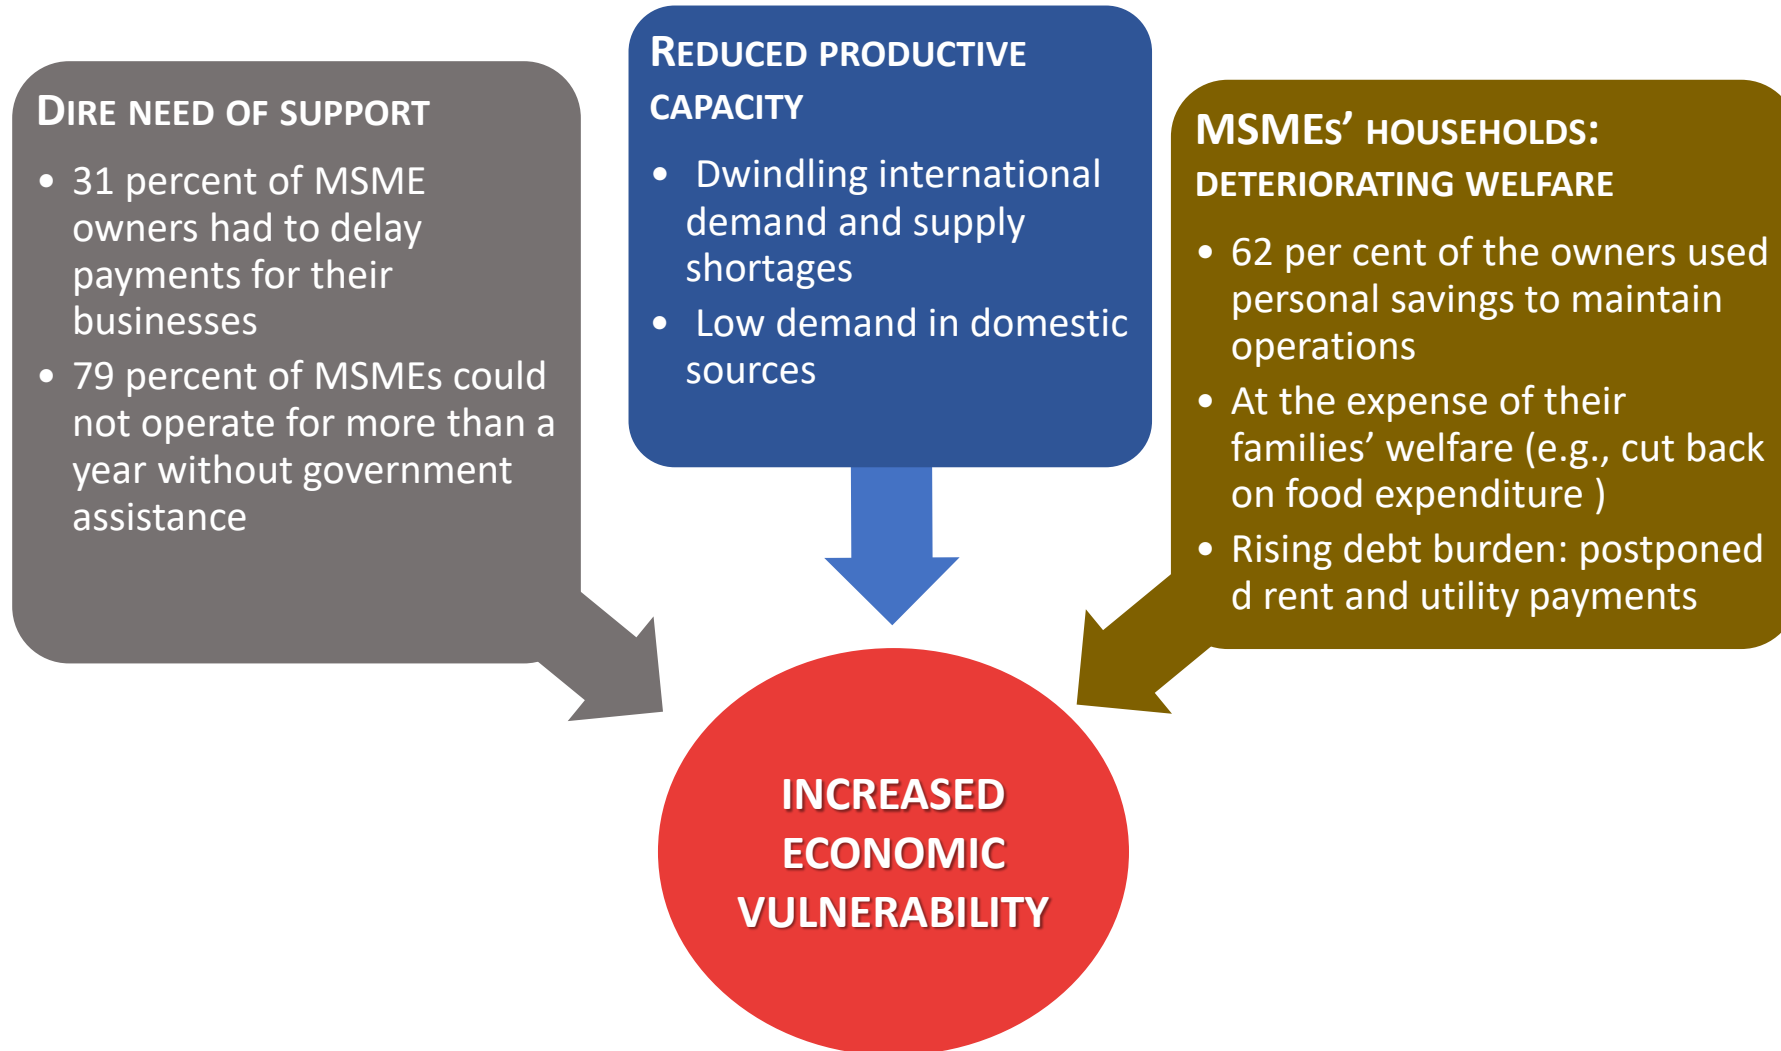 DIRE NEED OF SUPPORT
• 31 percent of MSME
owners had to delay
payments for their
businesses
• 79 percent of MSMEs could
not operate for more than a
year without government
assistance
REDUCED PRODUCTIVE
CAPACITY
• Dwindling international
demand and supply
shortages
• Low demand in domestic
sources
MSMES’ HOUSEHOLDS:
DETERIORATING WELFARE
• 62 per cent of the owners used
personal savings to maintain
operations
• At the expense of their
families’ welfare (e.g., cut back
on food expenditure )
• Rising debt burden: postponed
d rent and utility payments
INCREASED
ECONOMIC
VULNERABILITY